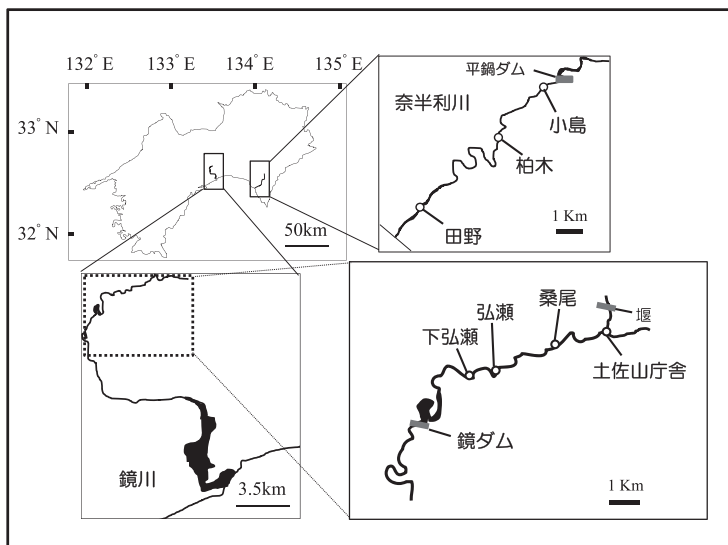 132° E 133° E 134° E 135° E
33° N
32° N
50km
平鍋ダム
奈半利川
小島
柏木
田野
1 Km
鏡川
3.5km
桑尾
弘瀬
下弘瀬
堰
土佐山庁舎
鏡ダム
1 Km